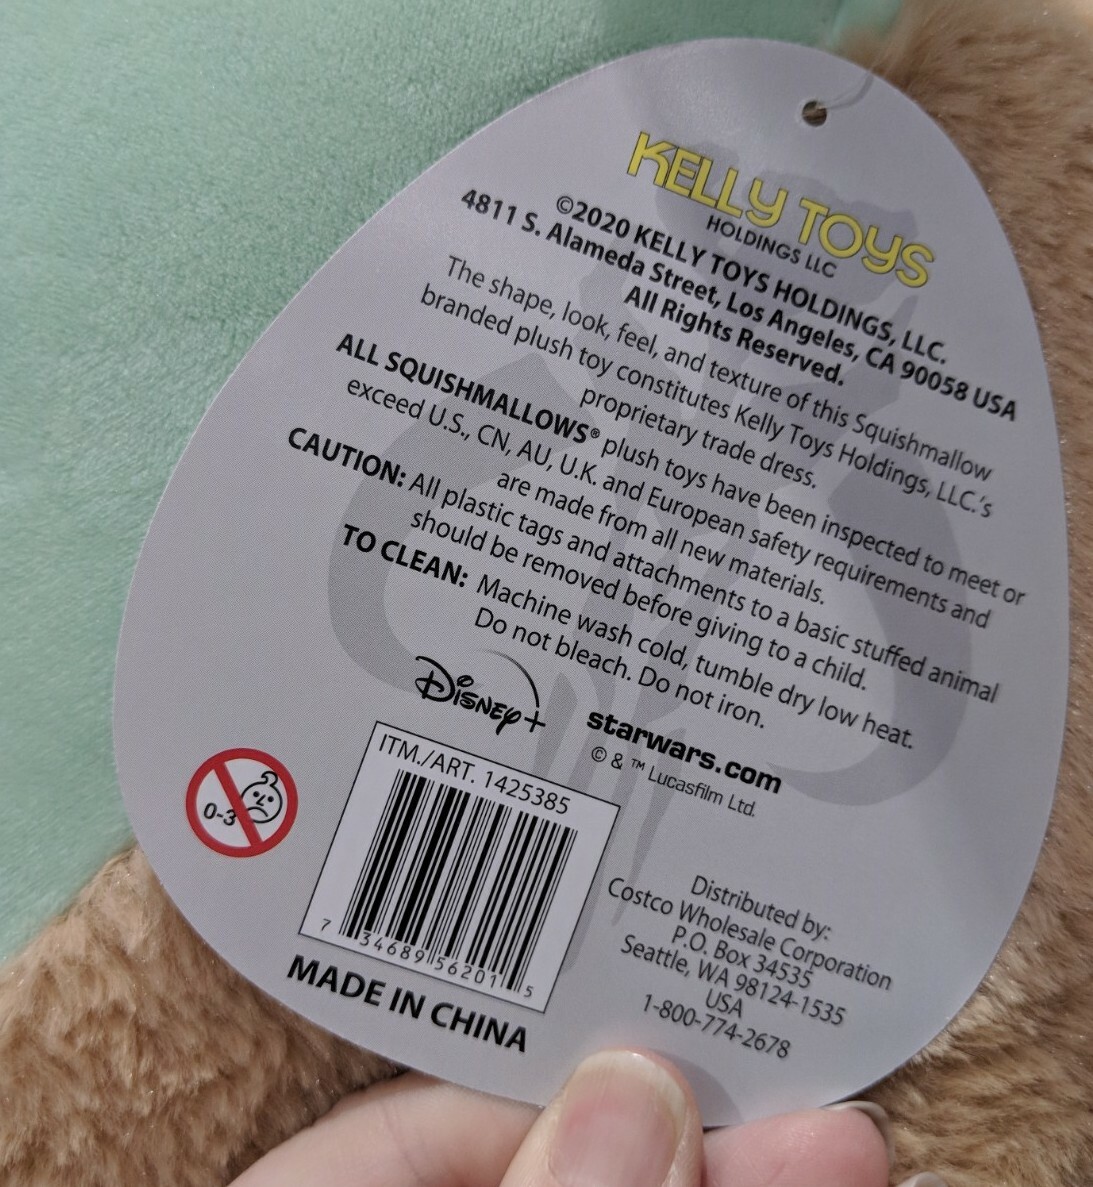 KELLY TOYS
HOLDINGS LLC
©2020 KELLY TOYS HOLDINGS, LLC.
4811 S. Alameda Street, Los Angeles, CA 90058 USA
All Rights Reserved.
The shape, look, feel, and texture of this Squishmallow
branded plush toy constitutes Kelly Toys Holdings, LLC.'s
proprietary trade dress.
ALL SQUISHMALLOWS® plush toys have been inspected to meet or
exceed U.S., CN, AU, U.K. and European safety requirements and
are made from all new materials.
CAUTION: All plastic tags and attachments to a basic stuffed animal
should be removed before giving to a child.
TO CLEAN: Machine wash cold, tumble dry low heat.
Do not bleach. Do not iron.
Disney+
starwars.com
© & ™ Lucasfilm Ltd.
0-3
ITM./ART. 1425385
7 34689 56201 5
MADE IN CHINA
Distributed by:
Costco Wholesale Corporation
P.O. Box 34535
Seattle, WA 98124-1535
USA
1-800-774-2678